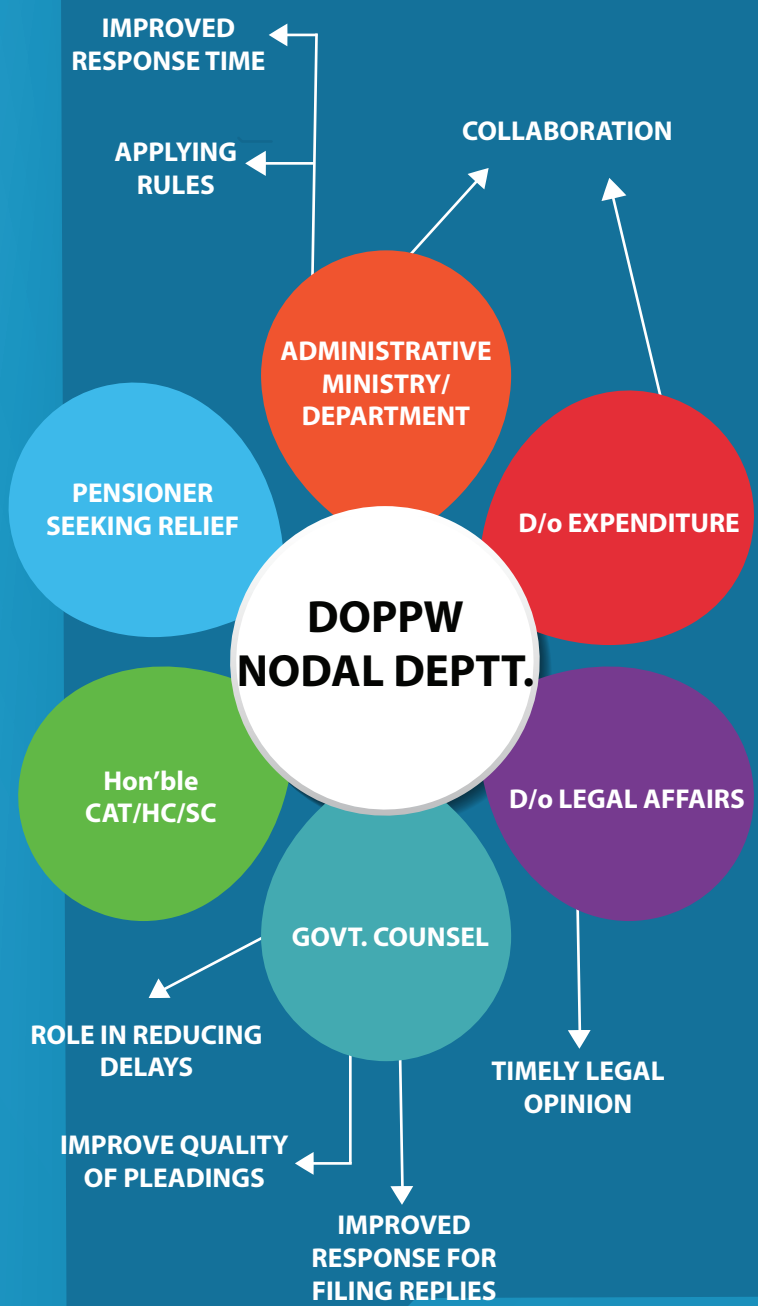 IMPROVED
RESPONSE TIME
COLLABORATION
APPLYING
RULES
ADMINISTRATIVE
MINISTRY/
DEPARTMENT
PENSIONER
SEEKING RELIEF
D/o EXPENDITURE
DOPPW
NODAL DEPTT.
Hon'ble
CAT/HC/SC
D/o LEGAL AFFAIRS
GOVT. COUNSEL
ROLE IN REDUCING
DELAYS
TIMELY LEGAL
OPINION
IMPROVE QUALITY
OF PLEADINGS
IMPROVED
RESPONSE FOR
FILING REPLIES